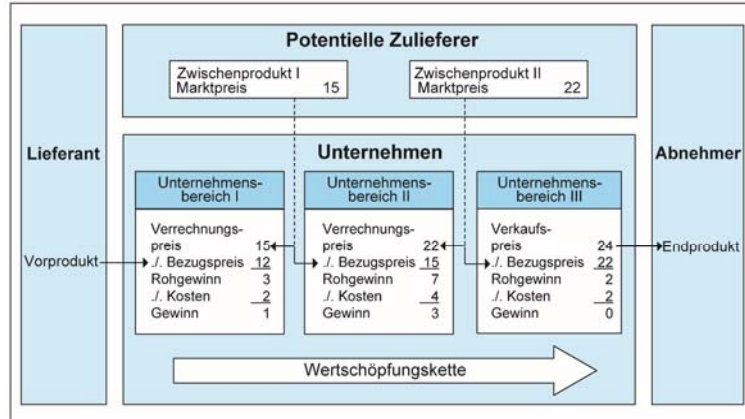 Potentielle Zulieferer
Zwischenprodukt I
Marktpreis 15
Zwischenprodukt II
Marktpreis 22
Lieferant
Vorprodukt
Unternehmen
Unternehmens-
bereich I
Verrechnungs-
preis 15
./. Bezugspreis 12
Rohgewinn 3
./. Kosten 2
Gewinn 1
Unternehmens-
bereich II
Verrechnungs-
preis 22
./. Bezugspreis 15
Rohgewinn 7
./. Kosten 4
Gewinn 3
Unternehmens-
bereich III
Verkaufs-
preis 24
./. Bezugspreis 22
Rohgewinn 2
./. Kosten 2
Gewinn 0
Wertschöpfungskette
Abnehmer
Endprodukt